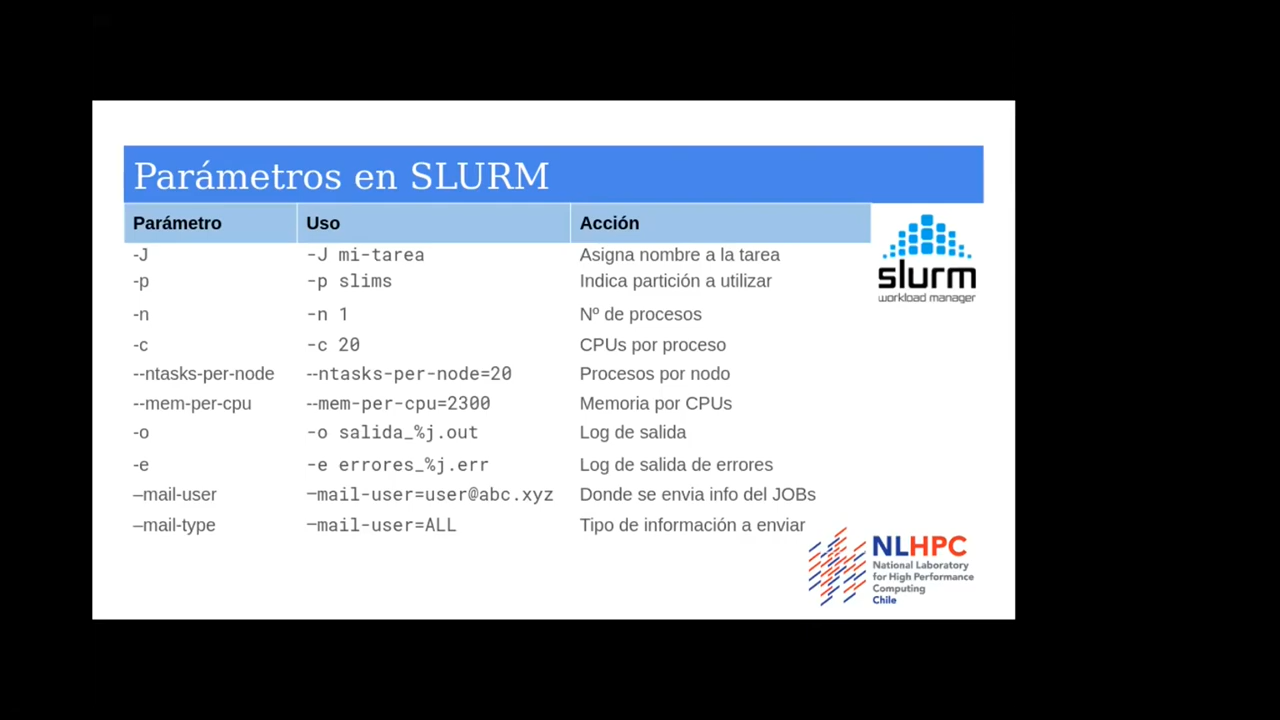 Parámetros en SLURM
Parámetro Uso Acción
-J -J mi-tarea Asigna nombre a la tarea
-p -p slims Indica partición a utilizar
-n -n 1 Nº de procesos
-c -c 20 CPUs por proceso
--ntasks-per-node --ntasks-per-node=20 Procesos por nodo
--mem-per-cpu --mem-per-cpu=2300 Memoria por CPUs
-o -o salida_%j.out Log de salida
-e -e errores_%j.err Log de salida de errores
–mail-user –mail-user=user@abc.xyz Donde se envia info del JOBs
–mail-type –mail-user=ALL Tipo de información a enviar
slurm
workload manager
NLHPC
National Laboratory
for High Performance
Computing
Chile